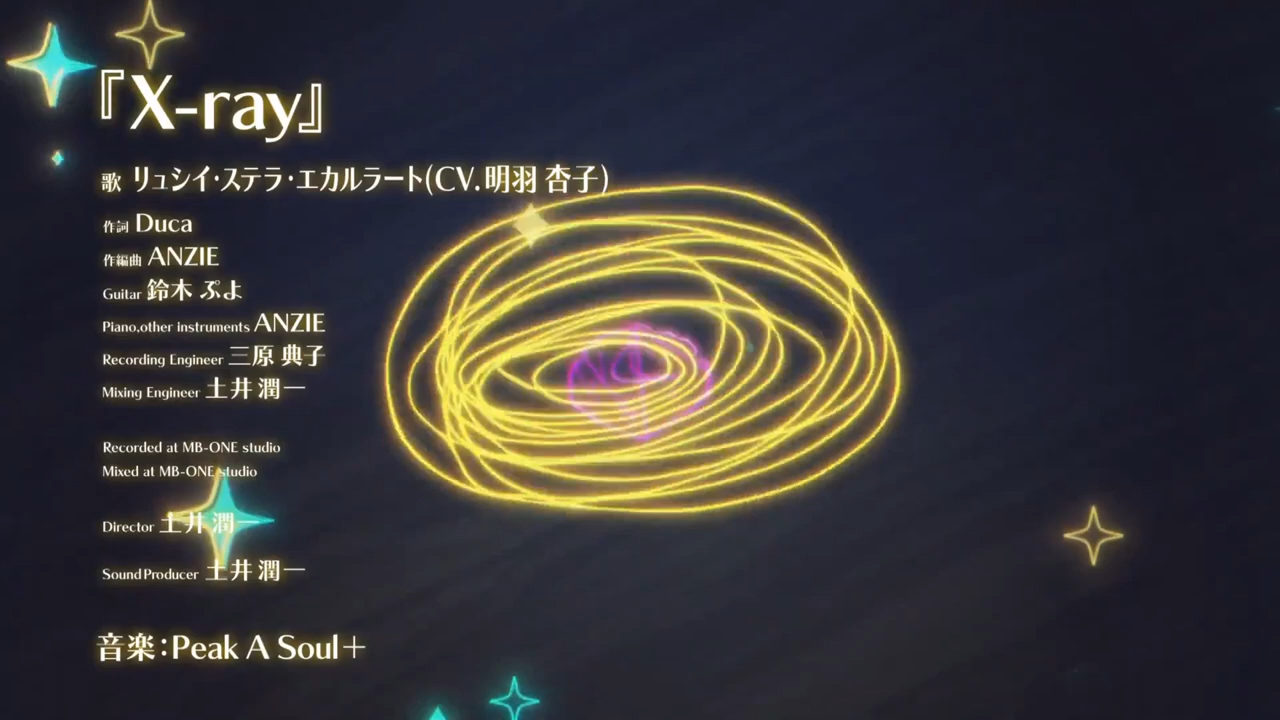 『X-ray』
歌 リュシイ・ステラ・エカルラート(CV.明羽 杏子)
作詞 Duca
作編曲 ANZIE
Guitar 鈴木 ぷよ
Piano,other instruments ANZIE
Recording Engineer 三原 典子
Mixing Engineer 土井 潤一
Recorded at MB-ONE studio
Mixed at MB-ONE studio
Director 土井 潤一
Sound Producer 土井 潤一
音楽：Peak A Soul＋